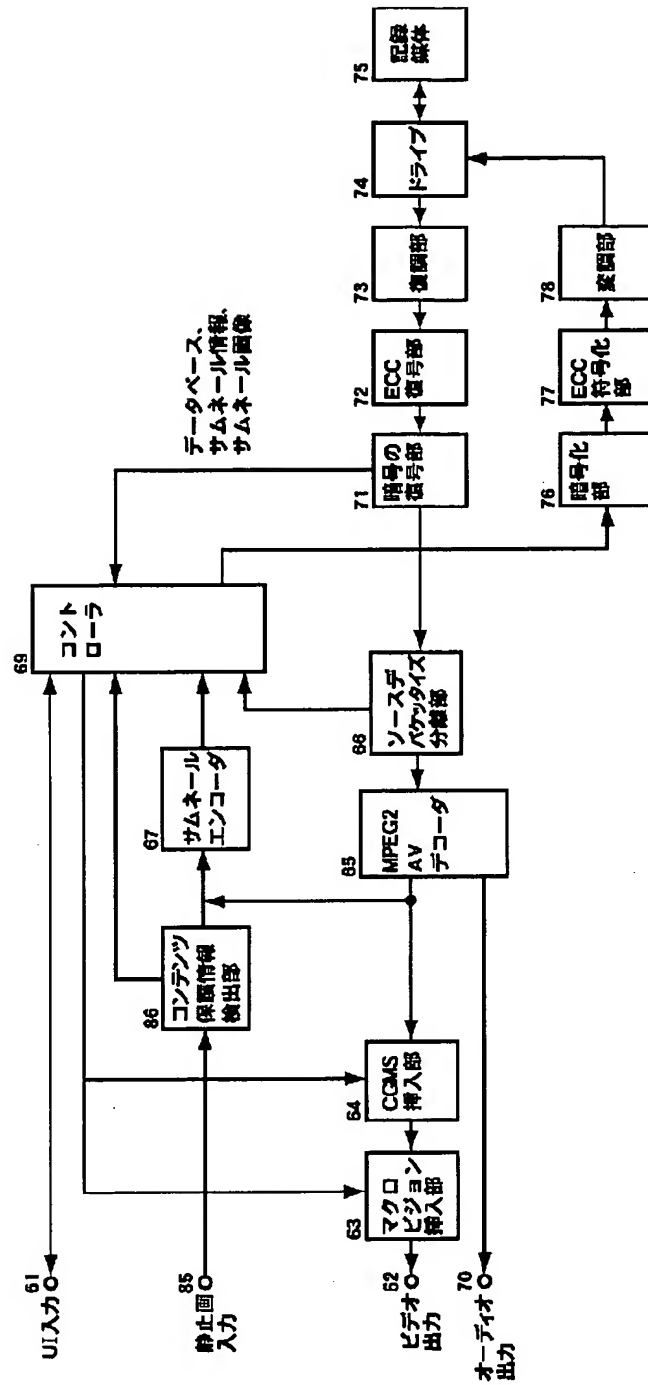 UI入力
61
静止画
入力
85
ビデオ
出力
62
オーディオ
出力
70
63
マクロ
ビジョン
挿入部
64
CGMS
挿入部
86
コンテンツ
保護情報
検出部
67
サムネール
エンコーダ
65
MPEG2
AV
デコーダ
66
ソースデ
パケッタイズ
分離部
69
コント
ローラ
データベース、
サムネール情報、
サムネール画像
71
暗号の
復号部
72
ECC
復号部
73
復調部
74
ドライブ
75
記録
媒体
76
暗号化
部
77
ECC
符号化
部
78
変調部